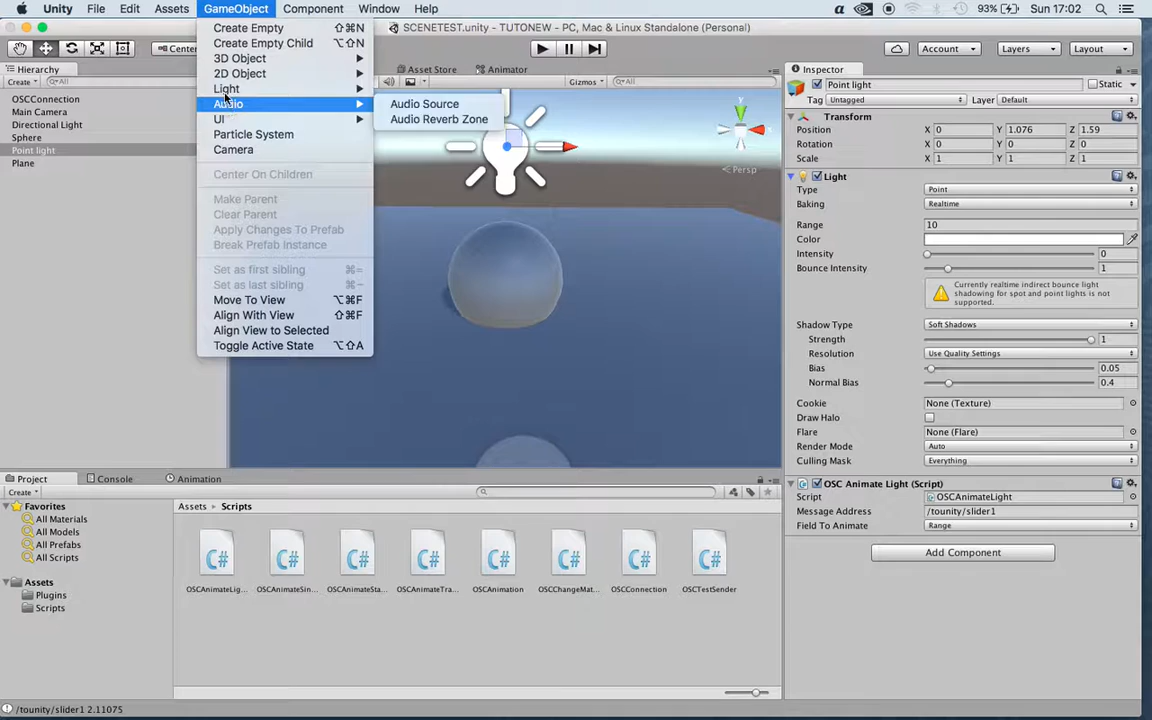 Unity File Edit Assets GameObject Component Window Help
α 93% Sun 17:02
SCENETEST.unity - TUTONEW - PC, Mac & Linux Standalone (Personal)
Center
Account Layers Layout
Create Empty ⇧⌘N
Create Empty Child ⌥⇧N
3D Object
2D Object
Light
Audio
UI
Particle System
Camera
Center On Children
Make Parent
Clear Parent
Apply Changes To Prefab
Break Prefab Instance
Set as first sibling ⌘=
Set as last sibling ⌘-
Move To View ⌥⌘F
Align With View ⇧⌘F
Align View to Selected
Toggle Active State ⌥⇧A
Audio Source
Audio Reverb Zone
Hierarchy
Create All
OSCConnection
Main Camera
Directional Light
Sphere
Point light
Plane
Asset Store Animator
Gizmos All
y
x
z
Persp
Inspector
Point light Static
Tag Untagged Layer Default
Transform
Position X 0 Y 1.076 Z 1.59
Rotation X 0 Y 0 Z 0
Scale X 1 Y 1 Z 1
Light
Type Point
Baking Realtime
Range 10
Color
Intensity 0
Bounce Intensity 1
Currently realtime indirect bounce light
shadowing for spot and point lights is not
supported.
Shadow Type Soft Shadows
Strength 1
Resolution Use Quality Settings
Bias 0.05
Normal Bias 0.4
Cookie None (Texture)
Draw Halo
Flare None (Flare)
Render Mode Auto
Culling Mask Everything
OSC Animate Light (Script)
Script OSCAnimateLight
Message Address /tounity/slider1
Field To Animate Range
Add Component
Project Console Animation
Create
Favorites
All Materials
All Models
All Prefabs
All Scripts
Assets
Plugins
Scripts
Assets Scripts
C# C# C# C# C# C# C# C#
OSCAnimateLig... OSCAnimateSin... OSCAnimateSta... OSCAnimateTra... OSCAnimation OSCChangeMat... OSCConnection OSCTestSender
/tounity/slider1 2.11075